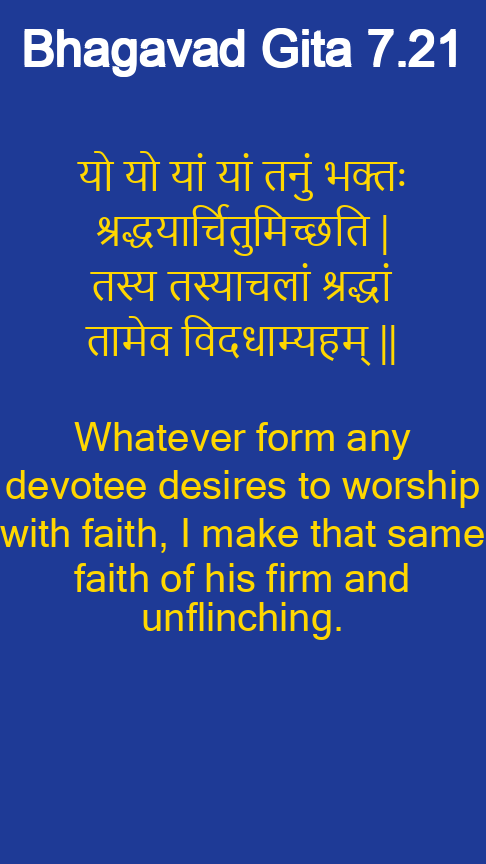 Bhagavad Gita 7.21
यो यो यां यां तनुं भक्तः
श्रद्धयार्चितुमिच्छति |
तस्य तस्याचलां श्रद्धां
तामेव विदधाम्यहम् ||
Whatever form any
devotee desires to worship
with faith, I make that same
faith of his firm and
unflinching.